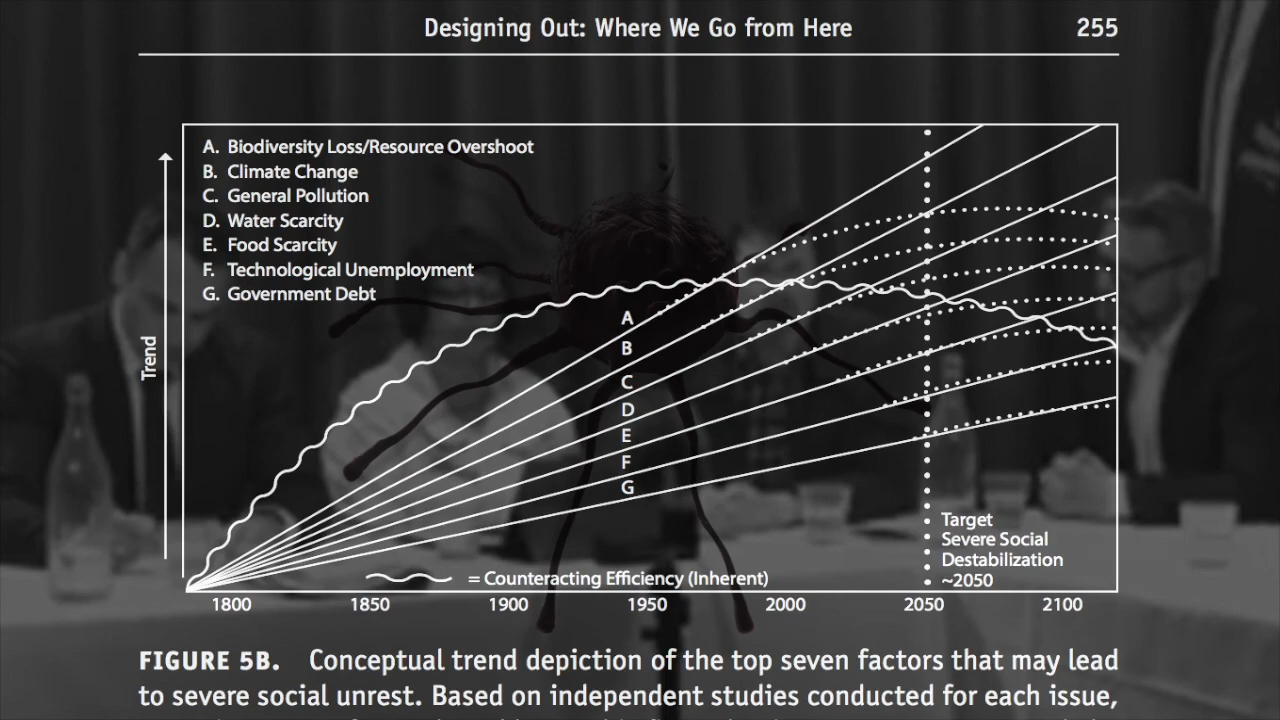 Designing Out: Where We Go from Here 255
A. Biodiversity Loss/Resource Overshoot
B. Climate Change
C. General Pollution
D. Water Scarcity
E. Food Scarcity
F. Technological Unemployment
G. Government Debt
Trend
A
B
C
D
E
F
G
Target
Severe Social
Destabilization
~2050
= Counteracting Efficiency (Inherent)
1800 1850 1900 1950 2000 2050 2100
FIGURE 5B. Conceptual trend depiction of the top seven factors that may lead
to severe social unrest. Based on independent studies conducted for each issue,